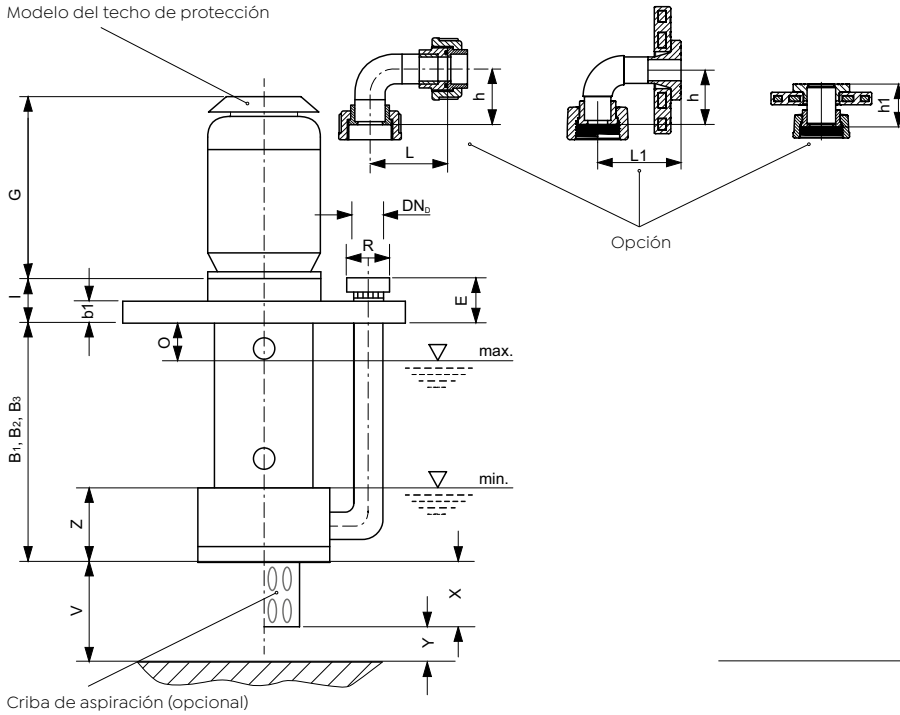 Modelo del techo de protección
h
L
h
L1
h1
Opción
G
DN_D
R
I
b1
E
O
max.
B1, B2, B3
min.
Z
V
X
Y
Criba de aspiración (opcional)